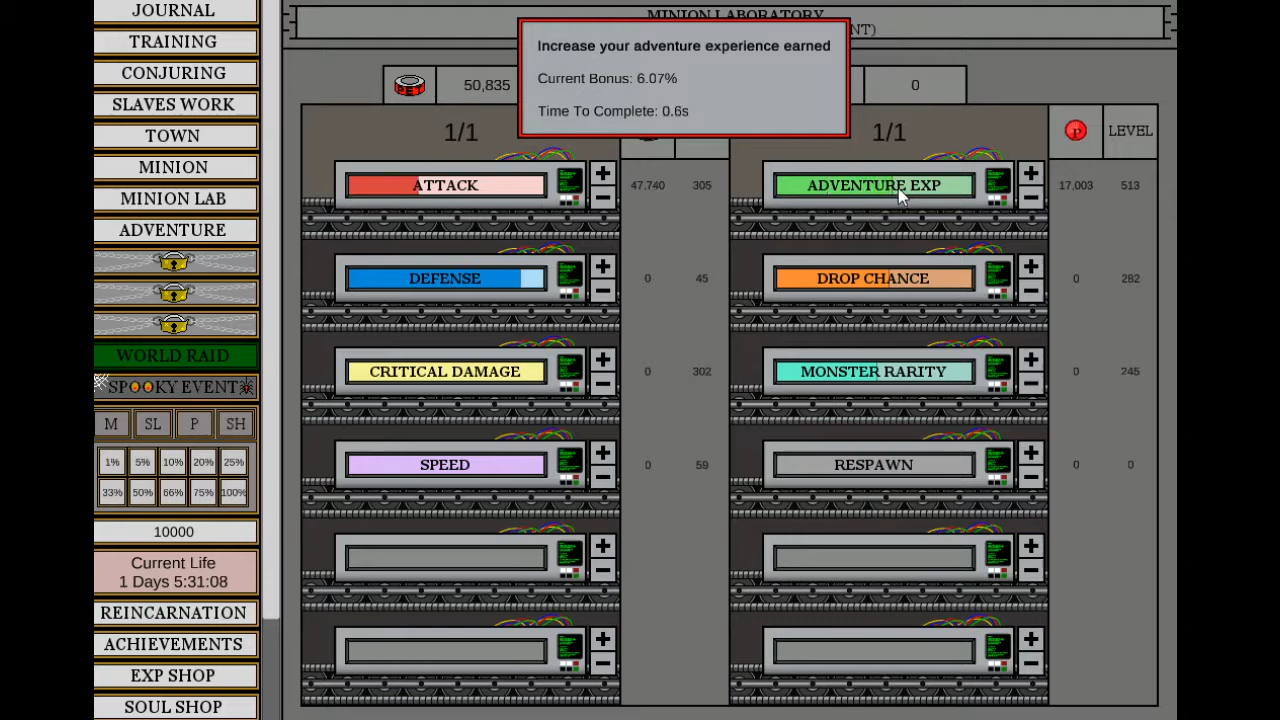 JOURNAL
TRAINING
CONJURING
SLAVES WORK
TOWN
MINION
MINION LAB
ADVENTURE
WORLD RAID
SPOOKY EVENT
M SL P SH
1% 5% 10% 20% 25%
33% 50% 66% 75% 100%
10000
Current Life
1 Days 5:31:08
REINCARNATION
ACHIEVEMENTS
EXP SHOP
SOUL SHOP
MINION LABORATORY
NT)
Increase your adventure experience earned
Current Bonus: 6.07%
Time To Complete: 0.6s
PET 50,835
0
1/1
ATTACK 47,740 305
DEFENSE 0 45
CRITICAL DAMAGE 0 302
SPEED 0 59
1/1 P LEVEL
ADVENTURE EXP 17,003 513
DROP CHANCE 0 282
MONSTER RARITY 0 245
RESPAWN 0 0